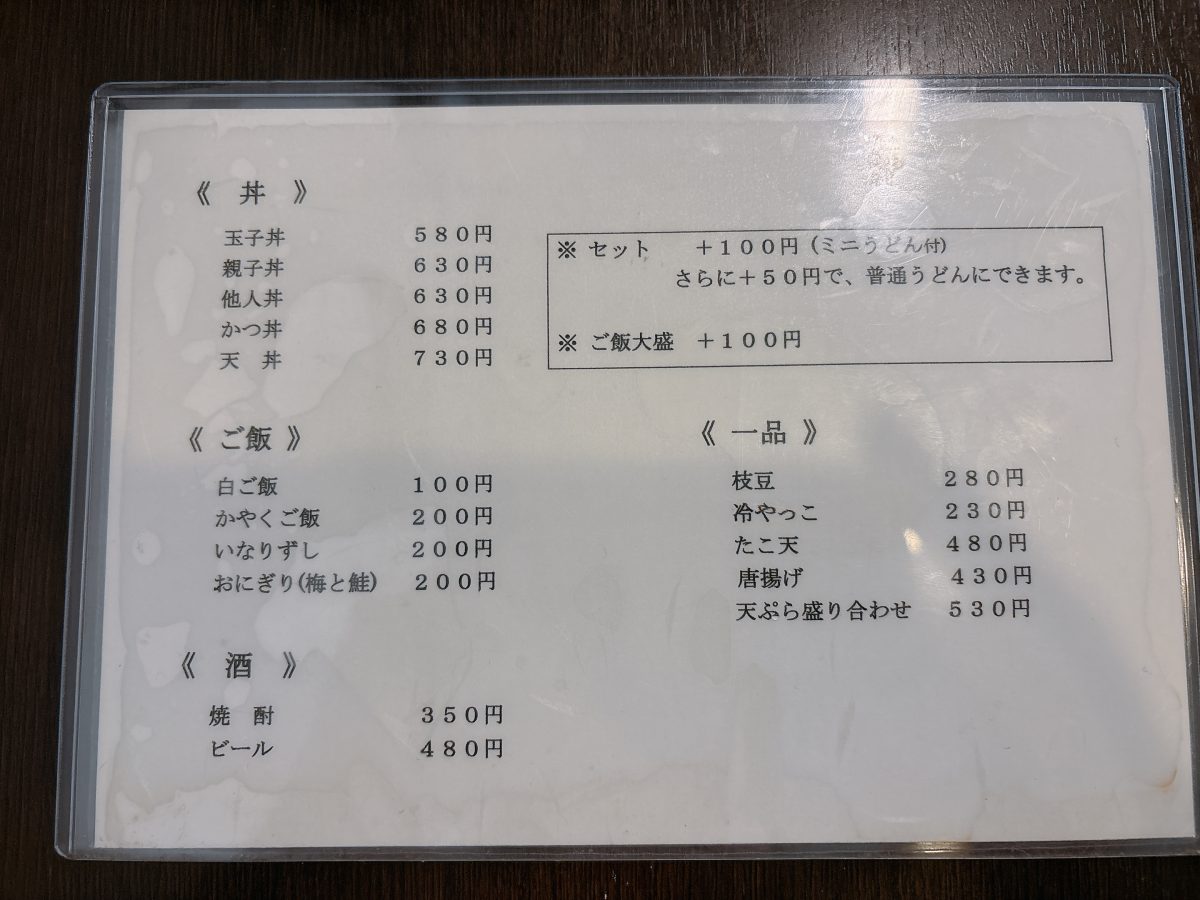 《 丼 》
玉子丼 580円
親子丼 630円
他人丼 630円
かつ丼 680円
天 丼 730円
※ セット +100円 (ミニうどん付)
さらに+50円で、普通うどんにできます。
※ ご飯大盛 +100円
《 ご飯 》
白ご飯 100円
かやくご飯 200円
いなりずし 200円
おにぎり(梅と鮭) 200円
《 一品 》
枝豆 280円
冷やっこ 230円
たこ天 480円
唐揚げ 430円
天ぷら盛り合わせ 530円
《 酒 》
焼 酎 350円
ビール 480円